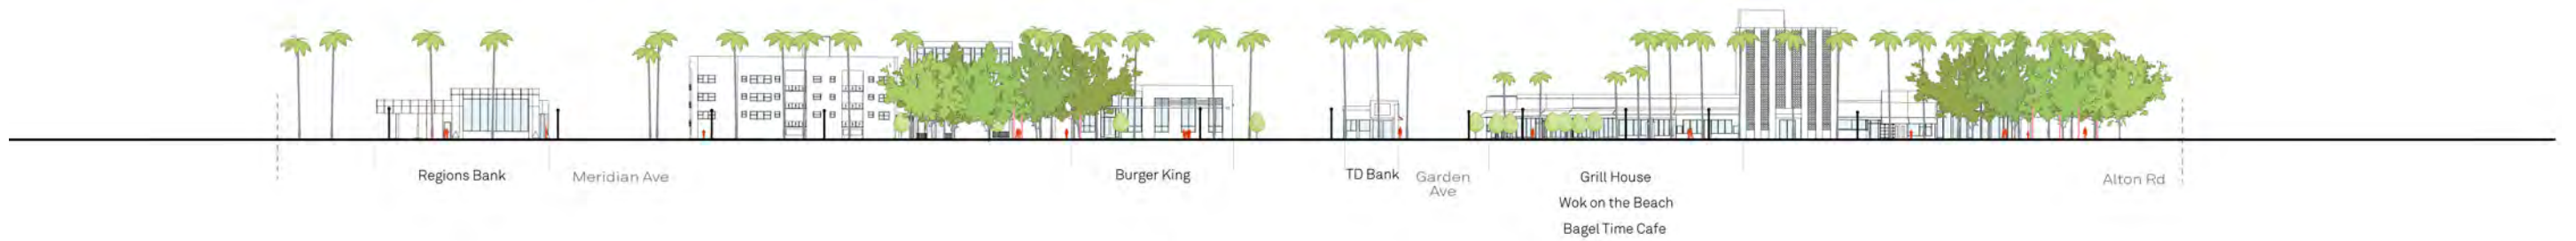 Regions Bank
Meridian Ave
Burger King
TD Bank
Garden
Ave
Grill House
Wok on the Beach
Bagel Time Cafe
Alton Rd